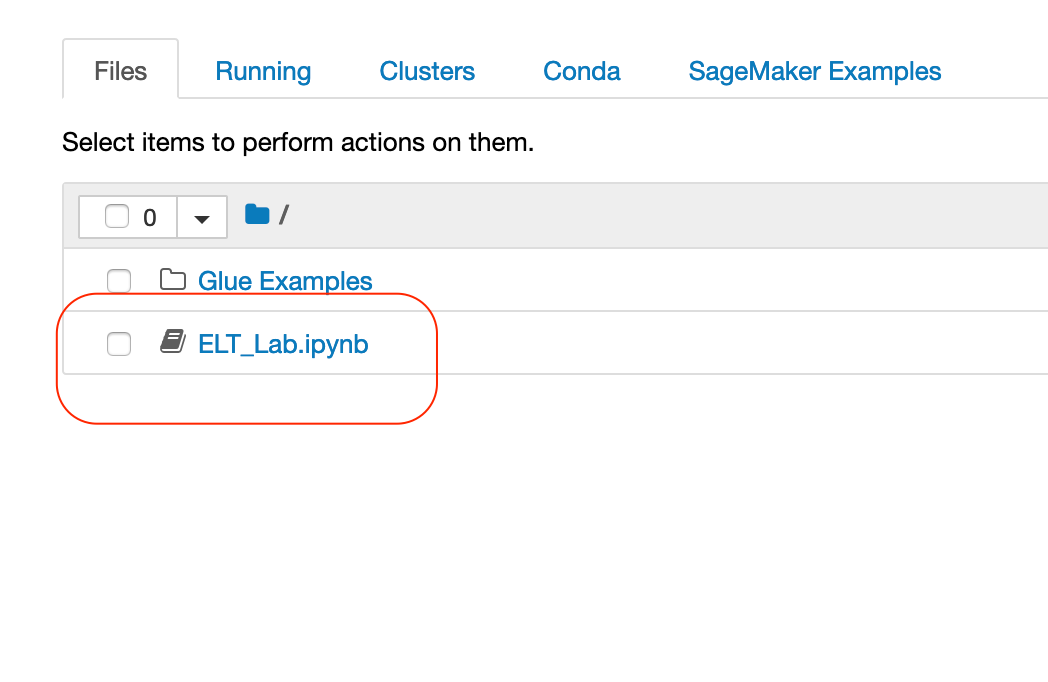 Files Running Clusters Conda SageMaker Examples
Select items to perform actions on them.
0 /
Glue Examples
ELT_Lab.ipynb